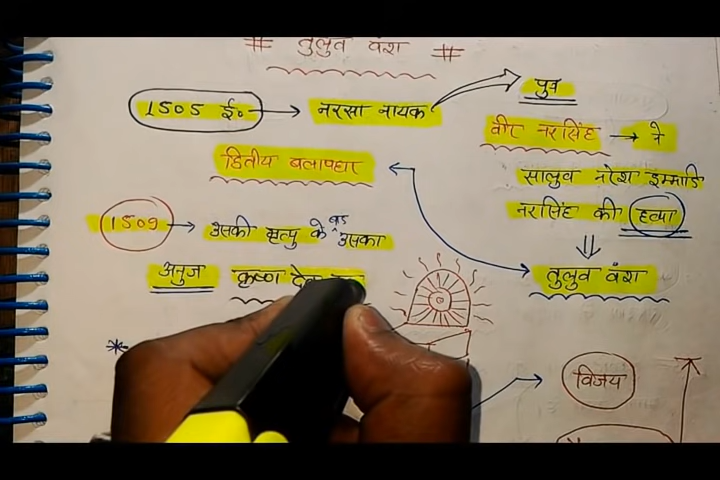 # तुलुव वंश #
1505 ई० → नरसा नायक
पुत्र
वीर नरसिंह → ने
सालुव नरेश इम्माडि
नरसिंह की हत्या
⇓
तुलुव वंश
द्वितीय बलापहार
1509 → उसकी मृत्यु के बाद उसका
अनुज कृष्ण देव
*
विजय